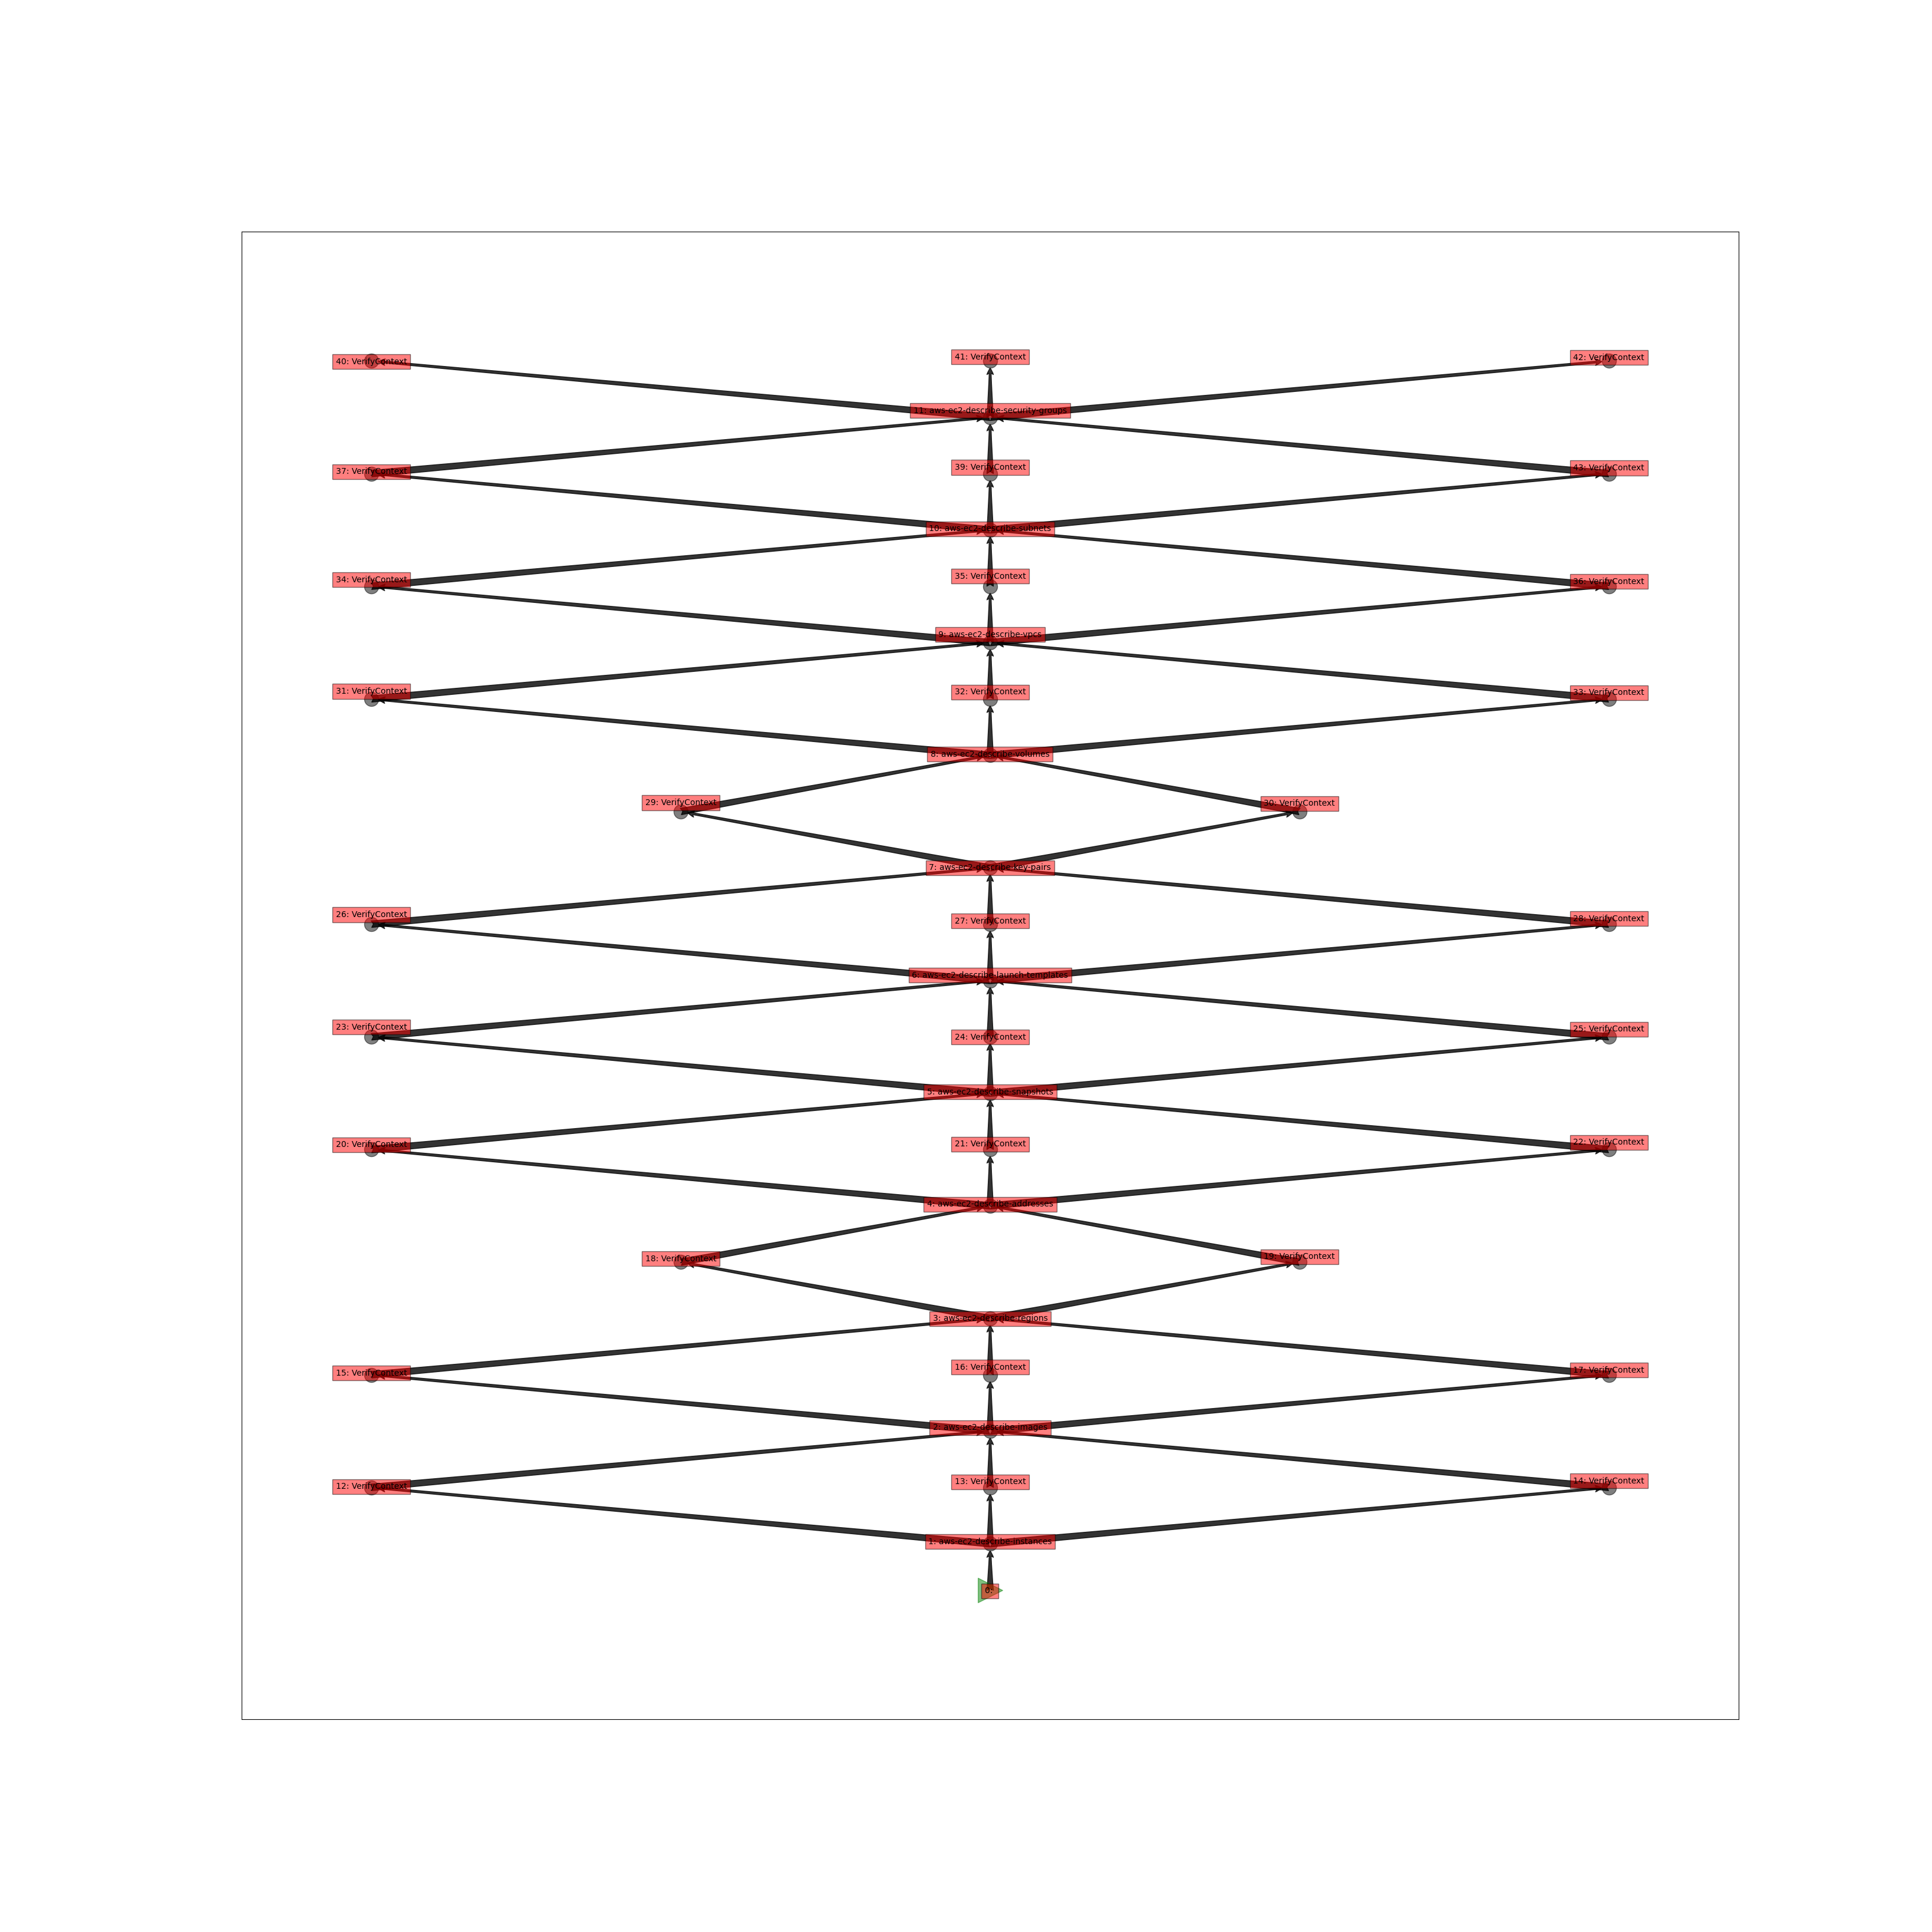 40: VerifyContext
41: VerifyContext
42: VerifyContext
11: aws-ec2-describe-security-groups
37: VerifyContext
39: VerifyContext
43: VerifyContext
10: aws-ec2-describe-subnets
34: VerifyContext
35: VerifyContext
36: VerifyContext
9: aws-ec2-describe-vpcs
31: VerifyContext
32: VerifyContext
33: VerifyContext
8: aws-ec2-describe-volumes
29: VerifyContext
30: VerifyContext
7: aws-ec2-describe-key-pairs
26: VerifyContext
27: VerifyContext
28: VerifyContext
6: aws-ec2-describe-launch-templates
23: VerifyContext
24: VerifyContext
25: VerifyContext
5: aws-ec2-describe-snapshots
20: VerifyContext
21: VerifyContext
22: VerifyContext
4: aws-ec2-describe-addresses
18: VerifyContext
19: VerifyContext
3: aws-ec2-describe-regions
15: VerifyContext
16: VerifyContext
17: VerifyContext
2: aws-ec2-describe-images
12: VerifyContext
13: VerifyContext
14: VerifyContext
1: aws-ec2-describe-instances
0: